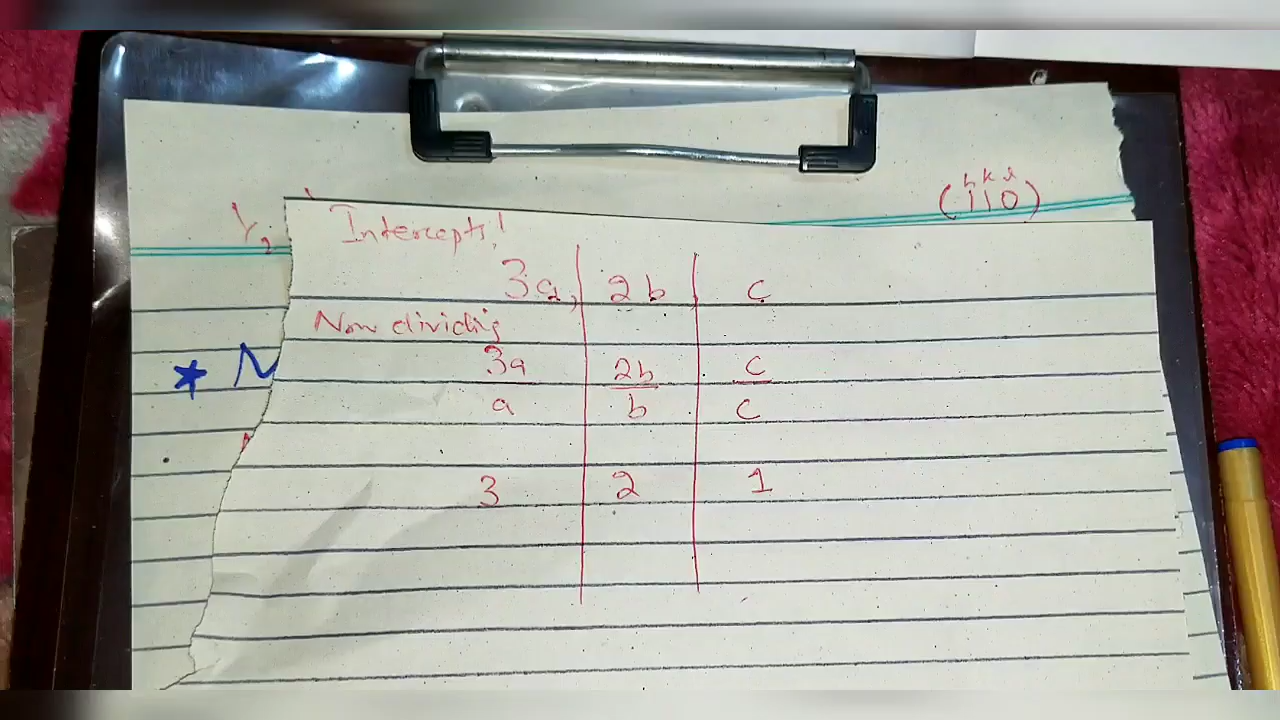 h k l
(110)
Intercepts!
3a, 2b, c
Now dividing
3a 2b c
a b c
3 2 1